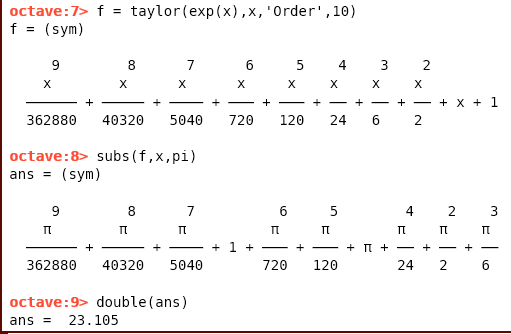 octave:7> f = taylor(exp(x),x,'Order',10)
f = (sym)
   9        8      7      6     5    4    3    2
  x        x      x      x     x    x    x    x
────── + ───── + ──── + ─── + ─── + ── + ── + ── + x + 1
362880   40320   5040   720   120   24   6    2
octave:8> subs(f,x,pi)
ans = (sym)
   9        8      7          6     5        4    2    3
  π        π      π          π     π        π    π    π
────── + ───── + ──── + 1 + ─── + ─── + π + ── + ── + ──
362880   40320   5040       720   120       24   2    6
octave:9> double(ans)
ans =  23.105